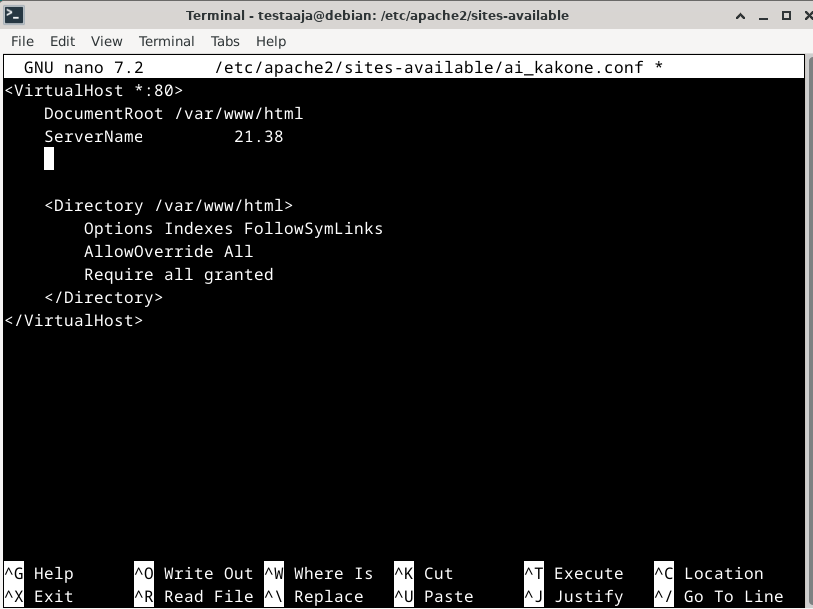 Terminal - testaaja@debian: /etc/apache2/sites-available
File Edit View Terminal Tabs Help
GNU nano 7.2 /etc/apache2/sites-available/ai_kakone.conf *
<VirtualHost *:80>
    DocumentRoot /var/www/html
    ServerName         21.38
    <Directory /var/www/html>
        Options Indexes FollowSymLinks
        AllowOverride All
        Require all granted
    </Directory>
</VirtualHost>
^G Help ^O Write Out ^W Where Is ^K Cut ^T Execute ^C Location
^X Exit ^R Read File ^\ Replace ^U Paste ^J Justify ^/ Go To Line